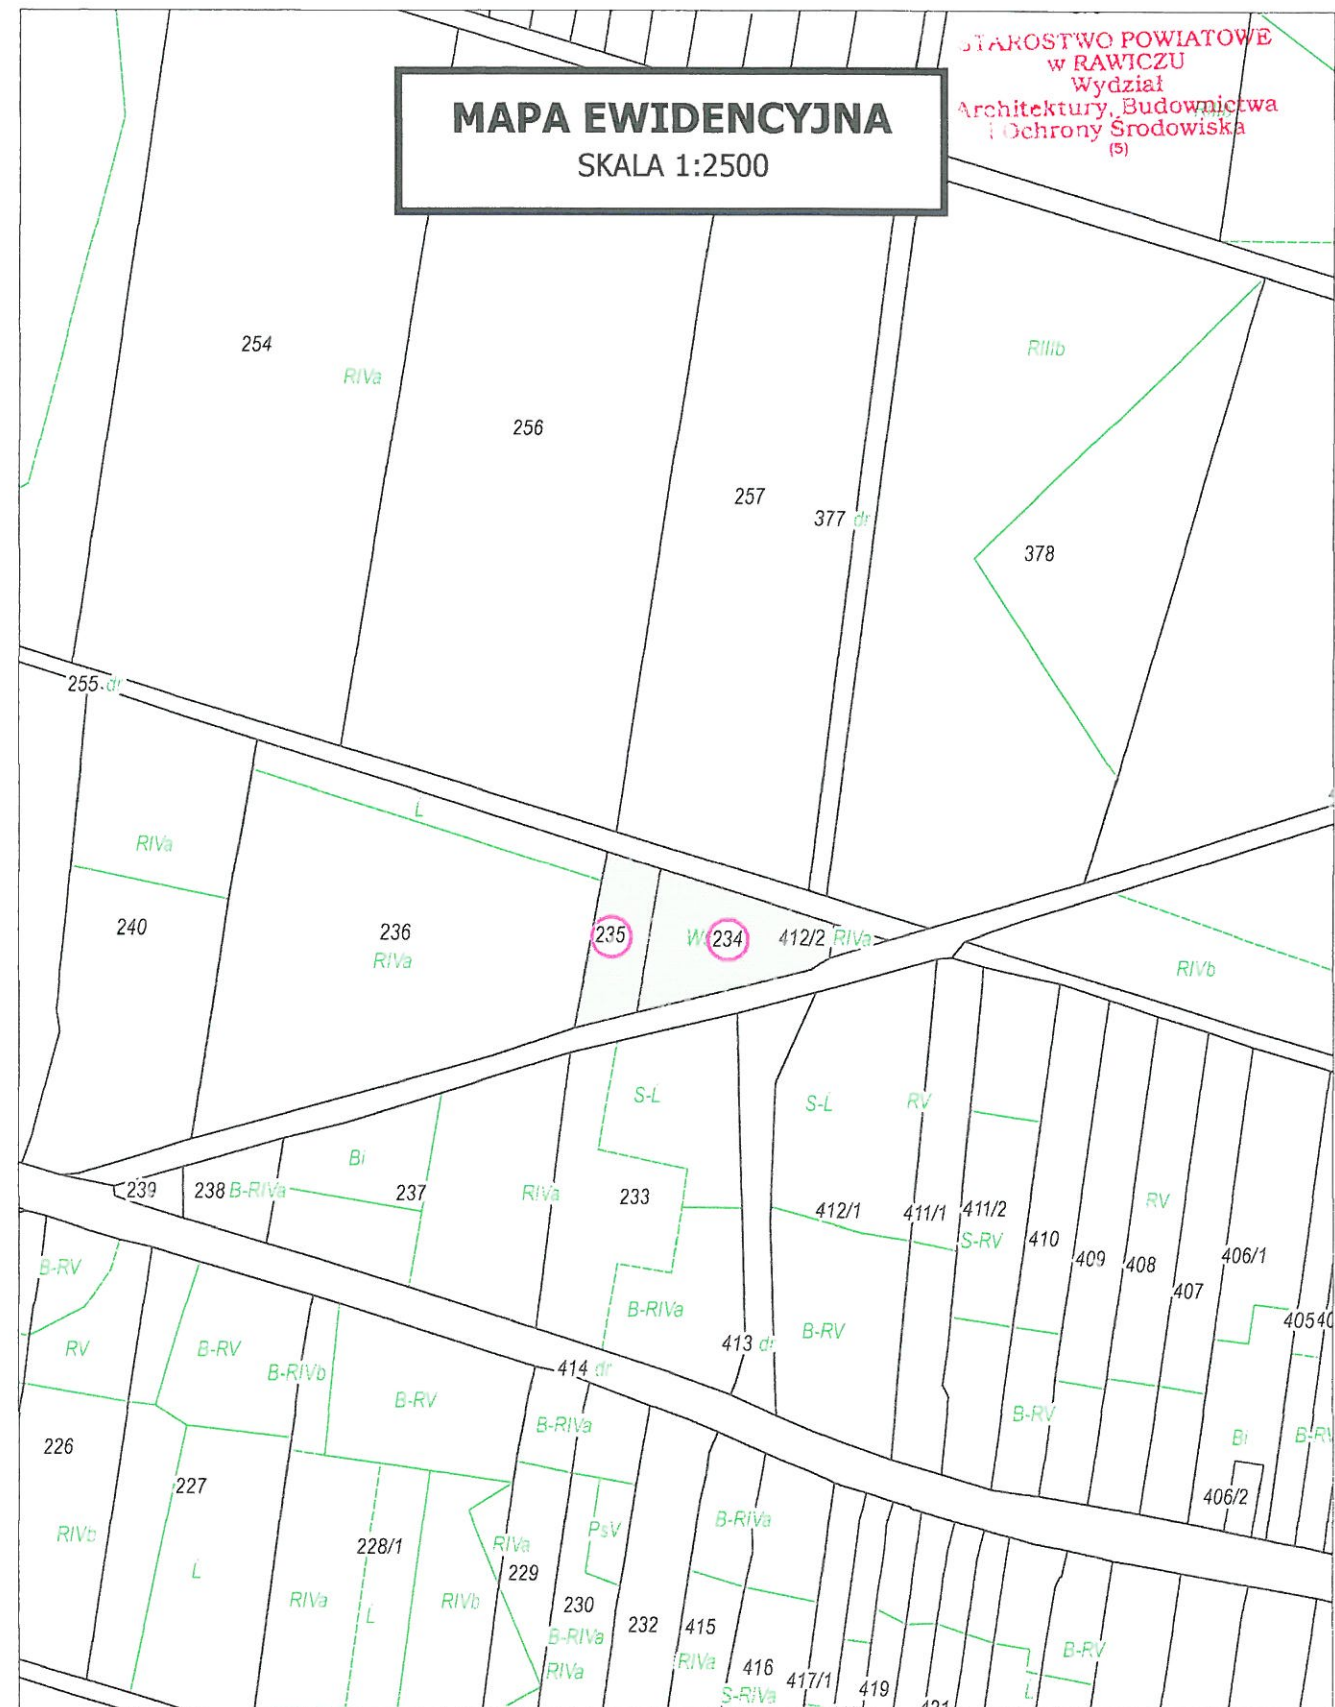 STAROSTWO POWIATOWE
w RAWICZU
Wydział
Architektury, Budownictwa
i Ochrony Środowiska
(5)
MAPA EWIDENCYJNA
SKALA 1:2500
254
RIVa
RIIIb
256
257
377 dr
378
255 dr
Ł
RIVa
240
236
RIVa
235
234
412/2 RIVa
RIVb
S-Ł
S-Ł
RV
Bi
239
238 B-RIVa
237
RIVa
233
412/1
411/1
411/2
RV
S-RV
410
409
408
407
406/1
B-RV
RV
B-RV
B-RIVb
B-RV
B-RIVa
413 dr
B-RV
405
414 dr
B-RIVa
B-RV
Bi
226
227
406/2
RIVb
228/1
RIVa
PsV
B-RIVa
Ł
RIVa
Ł
RIVb
229
230
B-RIVa
RIVa
232
415
RIVa
416
S-RIVa
417/1
419
B-RV
Ł